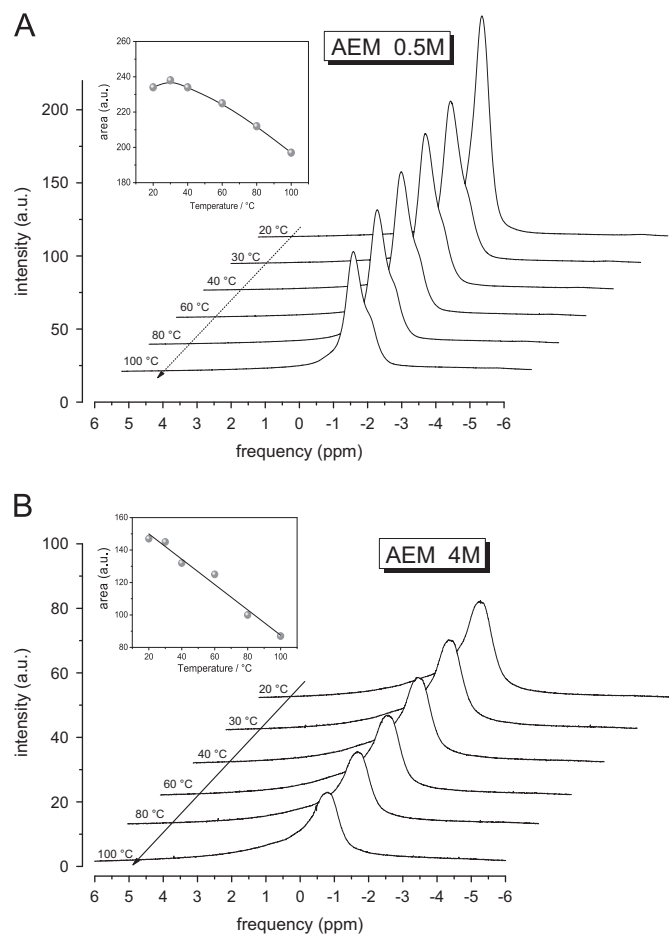 A
AEM 0.5M
area (a.u.)
260
240
220
200
180
20 40 60 80 100
Temperature / °C
intensity (a.u.)
200
150
100
50
0
20 °C
30 °C
40 °C
60 °C
80 °C
100 °C
6 5 4 3 2 1 0 -1 -2 -3 -4 -5 -6
frequency (ppm)
B
AEM 4M
area (a.u.)
160
140
120
100
80
20 40 60 80 100
Temperature / °C
intensity (a.u.)
100
80
60
40
20
0
20 °C
30 °C
40 °C
60 °C
80 °C
100 °C
6 5 4 3 2 1 0 -1 -2 -3 -4 -5 -6
frequency (ppm)